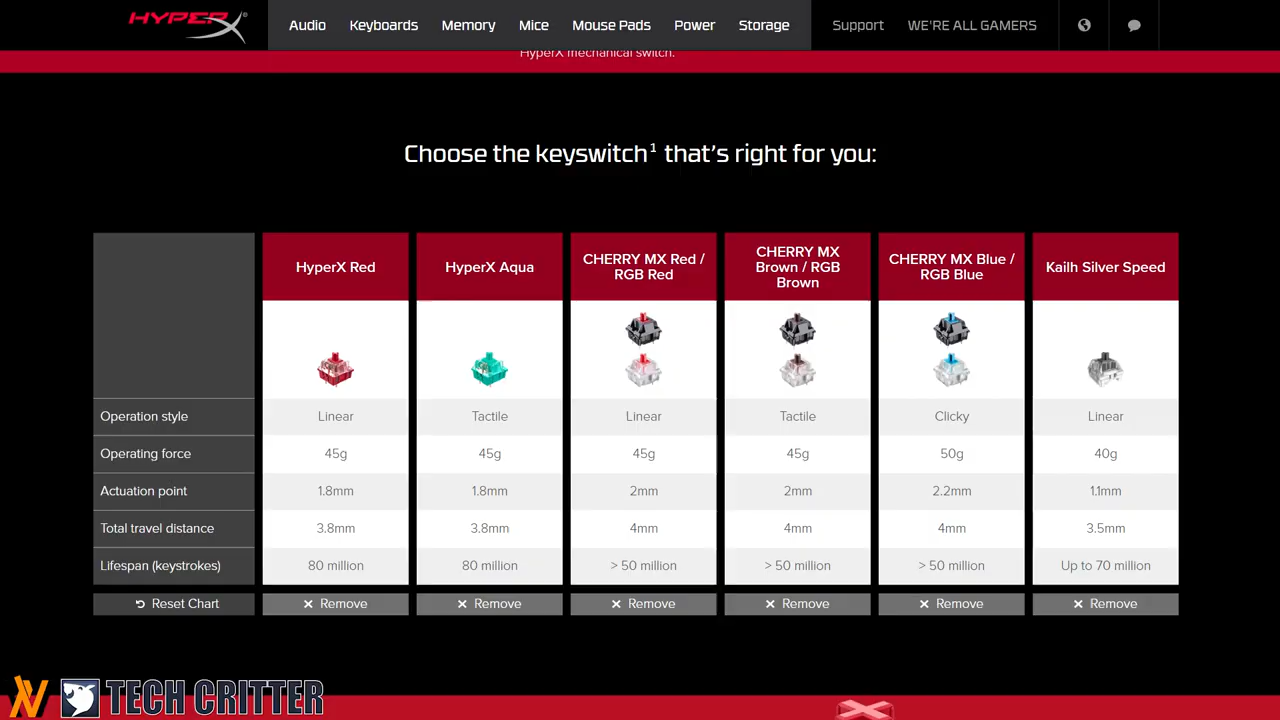 HYPERX®
Audio Keyboards Memory Mice Mouse Pads Power Storage Support WE'RE ALL GAMERS
HyperX mechanical switch.
Choose the keyswitch¹ that's right for you:
HyperX Red HyperX Aqua CHERRY MX Red / RGB Red CHERRY MX Brown / RGB Brown CHERRY MX Blue / RGB Blue Kailh Silver Speed
Operation style Linear Tactile Linear Tactile Clicky Linear
Operating force 45g 45g 45g 45g 50g 40g
Actuation point 1.8mm 1.8mm 2mm 2mm 2.2mm 1.1mm
Total travel distance 3.8mm 3.8mm 4mm 4mm 4mm 3.5mm
Lifespan (keystrokes) 80 million 80 million > 50 million > 50 million > 50 million Up to 70 million
Reset Chart Remove Remove Remove Remove Remove Remove
TECH CRITTER